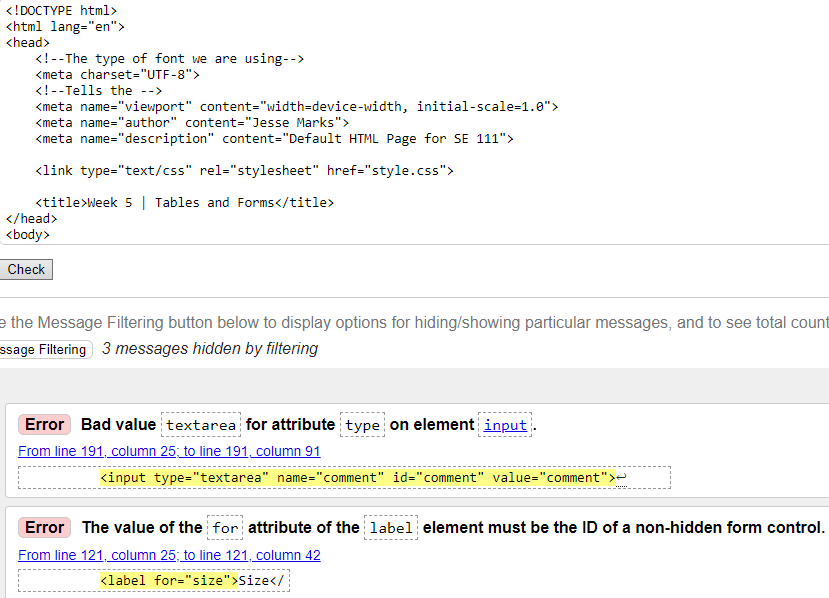 <!DOCTYPE html>
<html lang="en">
<head>
<!--The type of font we are using-->
<meta charset="UTF-8">
<!--Tells the -->
<meta name="viewport" content="width=device-width, initial-scale=1.0">
<meta name="author" content="Jesse Marks">
<meta name="description" content="Default HTML Page for SE 111">
<link type="text/css" rel="stylesheet" href="style.css">
<title>Week 5 | Tables and Forms</title>
</head>
<body>
Check
e the Message Filtering button below to display options for hiding/showing particular messages, and to see total count
ssage Filtering 3 messages hidden by filtering
Error Bad value textarea for attribute type on element input.
From line 191, column 25; to line 191, column 91
<input type="textarea" name="comment" id="comment" value="comment">↩
Error The value of the for attribute of the label element must be the ID of a non-hidden form control.
From line 121, column 25; to line 121, column 42
<label for="size">Size</